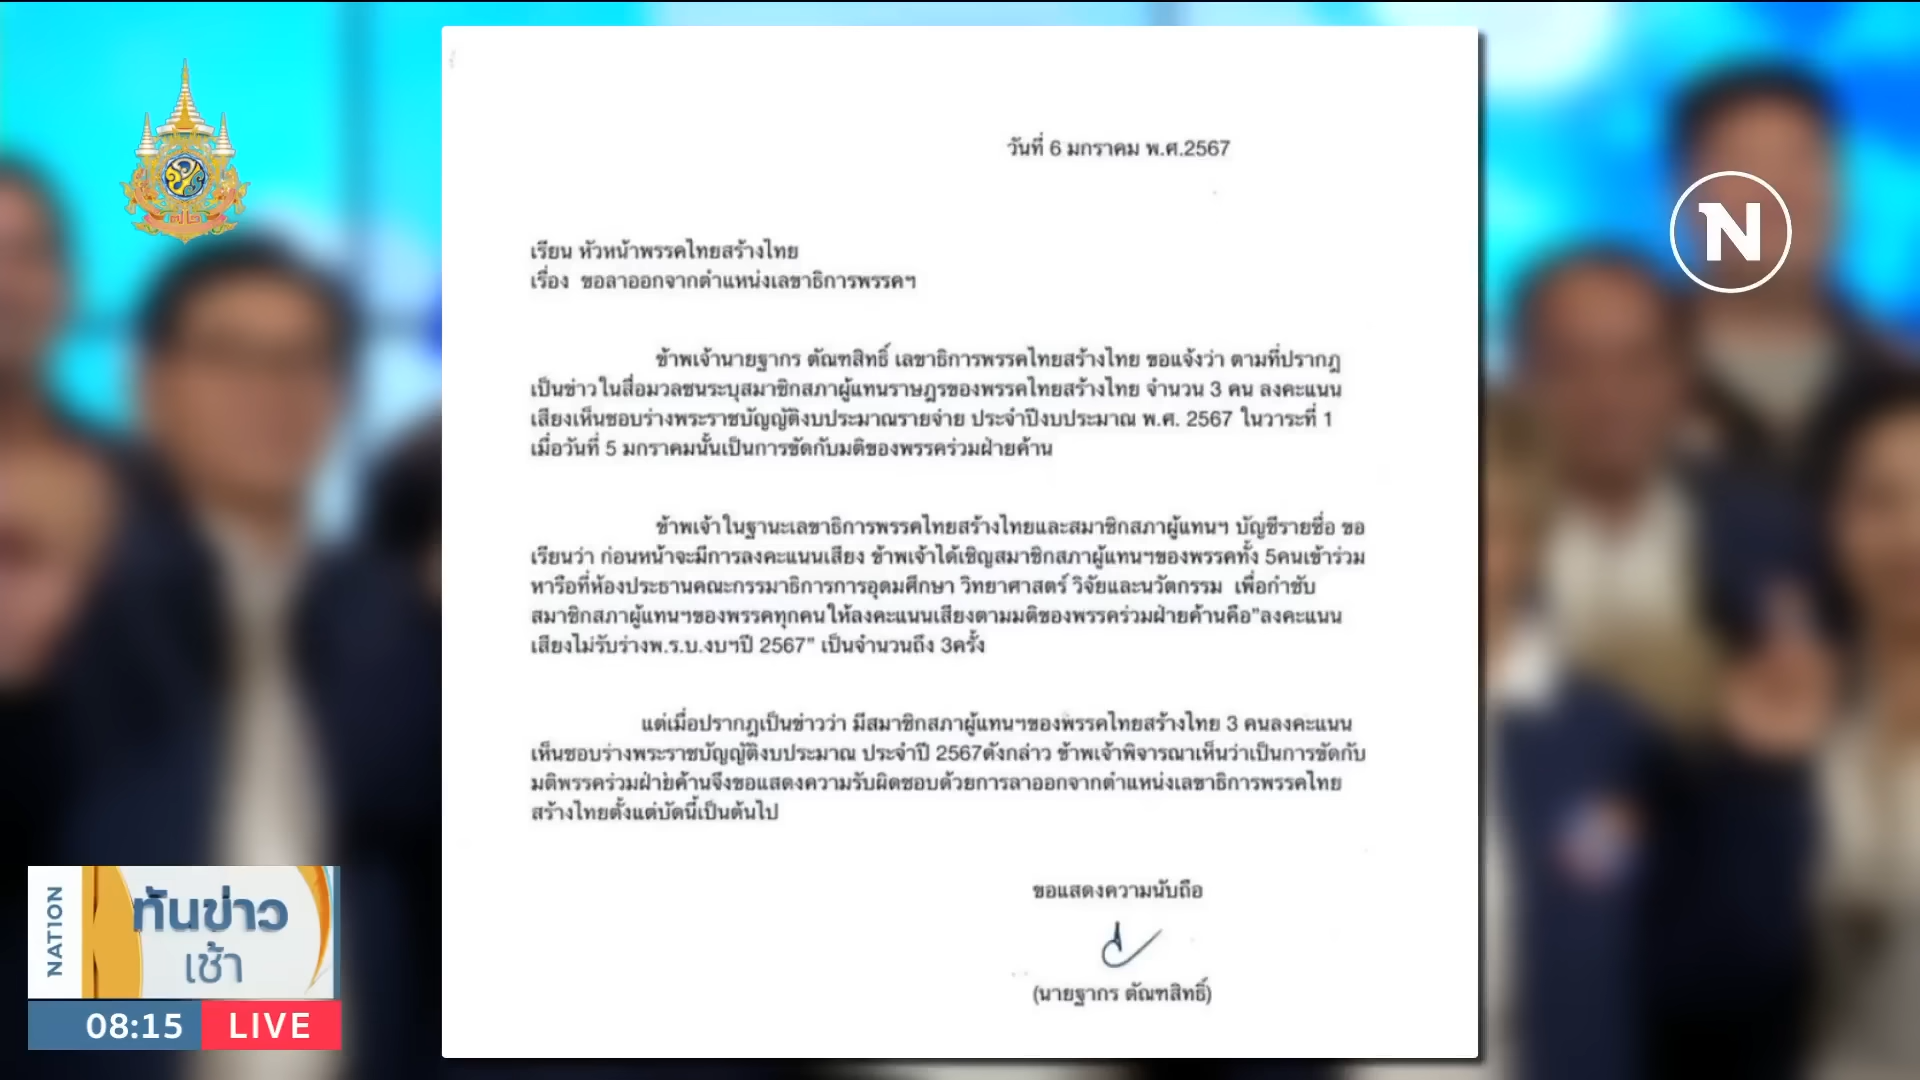 วันที่ 6 มกราคม พ.ศ.2567
N
๗๒
เรียน หัวหน้าพรรคไทยสร้างไทย
เรื่อง ขอลาออกจากตำแหน่งเลขาธิการพรรคฯ
ข้าพเจ้านายฐากร ตัณฑสิทธิ์ เลขาธิการพรรคไทยสร้างไทย ขอแจ้งว่า ตามที่ปรากฎ
เป็นข่าวในสื่อมวลชนระบุสมาชิกสภาผู้แทนราษฎรของพรรคไทยสร้างไทย จำนวน 3 คน ลงคะแนน
เสียงเห็นชอบร่างพระราชบัญญัติงบประมาณรายจ่าย ประจำปีงบประมาณ พ.ศ. 2567 ในวาระที่ 1
เมื่อวันที่ 5 มกราคมนั้นเป็นการขัดกับมติของพรรคร่วมฝ่ายค้าน
ข้าพเจ้าในฐานะเลขาธิการพรรคไทยสร้างไทยและสมาชิกสภาผู้แทนฯ บัญชีรายชื่อ ขอ
เรียนว่า ก่อนหน้าจะมีการลงคะแนนเสียง ข้าพเจ้าได้เชิญสมาชิกสภาผู้แทนฯของพรรคทั้ง 5คนเข้าร่วม
หารือที่ห้องประธานคณะกรรมาธิการการอุดมศึกษา วิทยาศาสตร์ วิจัยและนวัตกรรม เพื่อกำชับ
สมาชิกสภาผู้แทนฯของพรรคทุกคนให้ลงคะแนนเสียงตามมติของพรรคร่วมฝ่ายค้านคือ"ลงคะแนน
เสียงไม่รับร่างพ.ร.บ.งบฯปี 2567" เป็นจำนวนถึง 3ครั้ง
แต่เมื่อปรากฎเป็นข่าวว่า มีสมาชิกสภาผู้แทนฯของพรรคไทยสร้างไทย 3 คนลงคะแนน
เห็นชอบร่างพระราชบัญญัติงบประมาณ ประจำปี 2567ดังกล่าว ข้าพเจ้าพิจารณาเห็นว่าเป็นการขัดกับ
มติพรรคร่วมฝ่ายค้านจึงขอแสดงความรับผิดชอบด้วยการลาออกจากตำแหน่งเลขาธิการพรรคไทย
สร้างไทยตั้งแต่บัดนี้เป็นต้นไป
ขอแสดงความนับถือ
(นายฐากร ตัณฑสิทธิ์)
NATION
ทันข่าว
เช้า
08:15 LIVE